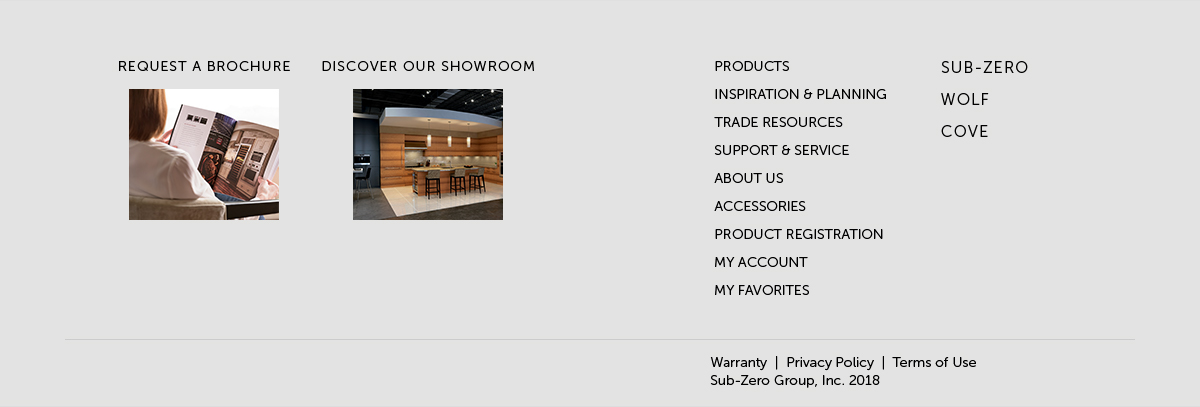 REQUEST A BROCHURE
DISCOVER OUR SHOWROOM
PRODUCTS
INSPIRATION & PLANNING
TRADE RESOURCES
SUPPORT & SERVICE
ABOUT US
ACCESSORIES
PRODUCT REGISTRATION
MY ACCOUNT
MY FAVORITES
SUB-ZERO
WOLF
COVE
Warranty | Privacy Policy | Terms of Use
Sub-Zero Group, Inc. 2018